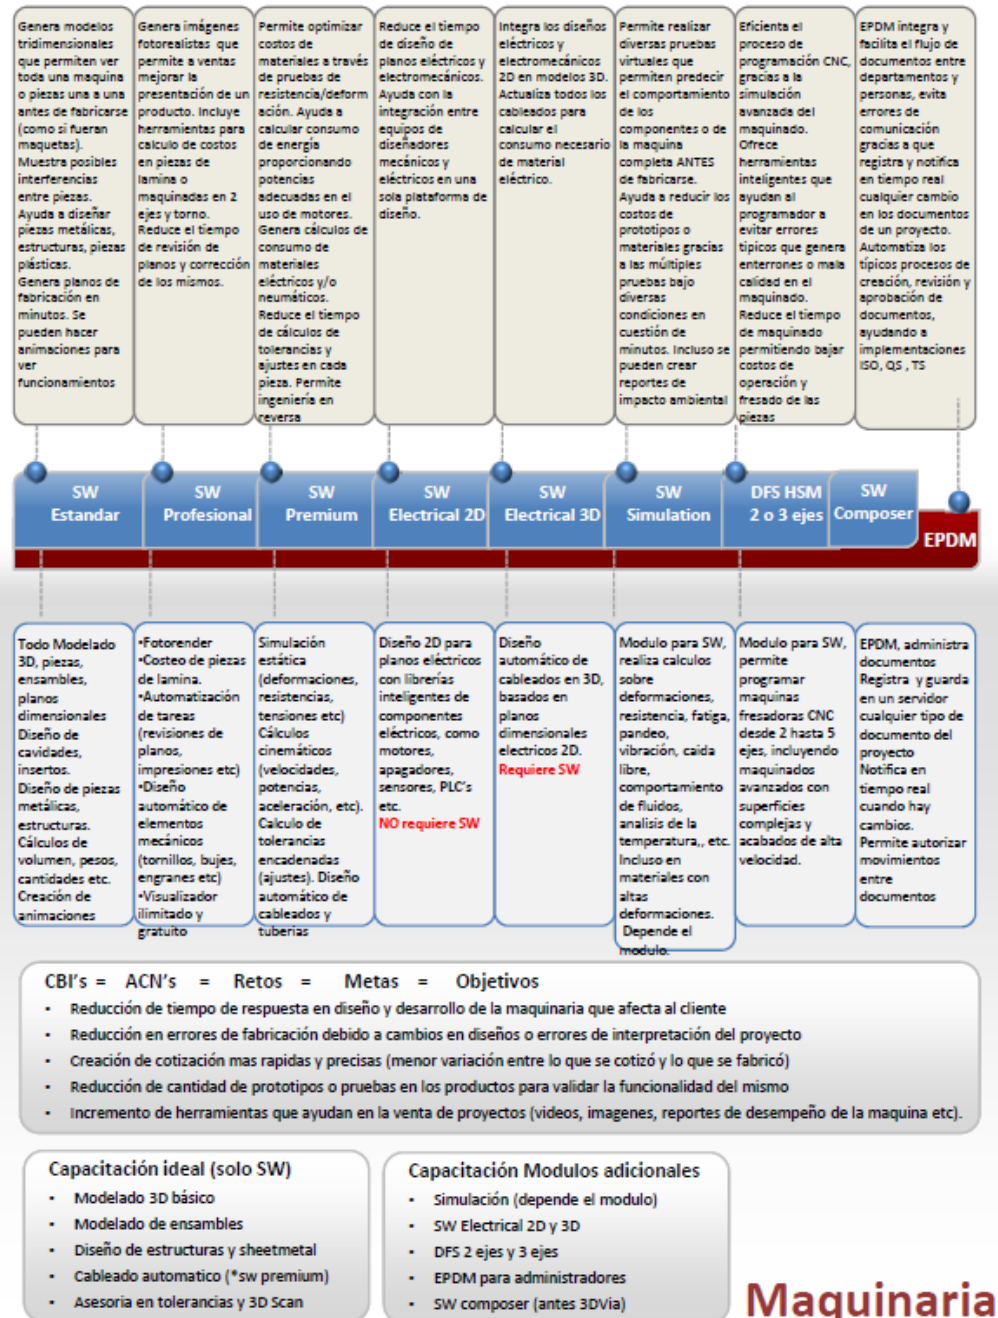 Genera modelos
tridimensionales
que permiten ver
toda una maquina
o piezas una a una
antes de fabricarse
(como si fueran
maquetas).
Muestra posibles
interferencias
entre piezas.
Ayuda a diseñar
piezas metálicas,
estructuras, piezas
plásticas.
Genera planos de
fabricación en
minutos. Se
pueden hacer
animaciones para
ver
funcionamientos
Genera imágenes
fotorealistas que
permite a ventas
mejorar la
presentación de un
producto. Incluye
herramientas para
calculo de costos
en piezas de
lamina o
maquinadas en 2
ejes y torno.
Reduce el tiempo
de revisión de
planos y corrección
de los mismos.
Permite optimizar
costos de
materiales a través
de pruebas de
resistencia/deform
ación. Ayuda a
calcular consumo
de energía
proporcionando
potencias
adecuadas en el
uso de motores.
Genera cálculos de
consumo de
materiales
eléctricos y/o
neumáticos.
Reduce el tiempo
de cálculos de
tolerancias y
ajustes en cada
pieza. Permite
ingeniería en
reversa
Reduce el tiempo
de diseño de
planos eléctricos y
electromecánicos.
Ayuda con la
integración entre
equipos de
diseñadores
mecánicos y
eléctricos en una
sola plataforma de
diseño.
Integra los diseños
eléctricos y
electromecánicos
2D en modelos 3D.
Actualiza todos los
cableados para
calcular el
consumo necesario
de material
eléctrico.
Permite realizar
diversas pruebas
virtuales que
permiten predecir
el comportamiento
de los
componentes o de
la maquina
completa ANTES
de fabricarse.
Ayuda a reducir los
costos de
prototipos o
materiales gracias
a las múltiples
pruebas bajo
diversas
condiciones en
cuestión de
minutos. Incluso se
pueden crear
reportes de
impacto ambiental
Eficienta el
proceso de
programación CNC,
gracias a la
simulación
avanzada del
maquinado.
Ofrece
herramientas
inteligentes que
ayudan al
programador a
evitar errores
tipicos que genera
enterrones o mala
calidad en el
maquinado.
Reduce el tiempo
de maquinado
permitiendo bajar
costos de
operación y
fresado de las
piezas
EPDM integra y
facilita el flujo de
documentos entre
departamentos y
personas, evita
errores de
comunicación
gracias a que
registra y notifica
en tiempo real
cualquier cambio
en los documentos
de un proyecto.
Automatiza los
típicos procesos de
creación, revisión y
aprobación de
documentos,
ayudando a
implementaciones
ISO, QS , TS
SW
Estandar
SW
Profesional
SW
Premium
SW
Electrical 2D
SW
Electrical 3D
SW
Simulation
DFS HSM
2 o 3 ejes
SW
Composer
EPDM
Todo Modelado
3D, piezas,
ensambles,
planos
dimensionales
Diseño de
cavidades,
insertos.
Diseño de piezas
metálicas,
estructuras.
Cálculos de
volumen, pesos,
cantidades etc.
Creación de
animaciones
•Fotorender
•Costeo de piezas
de lamina.
•Automatización
de tareas
(revisiones de
planos,
impresiones etc)
•Diseño
automático de
elementos
mecánicos
(tornillos, bujes,
engranes etc)
•Visualizador
ilimitado y
gratuito
Simulación
estática
(deformaciones,
resistencias,
tensiones etc)
Cálculos
cinemáticos
(velocidades,
potencias,
aceleración, etc).
Calculo de
tolerancias
encadenadas
(ajustes). Diseño
automático de
cableados y
tuberias
Diseño 2D para
planos eléctricos
con librerías
inteligentes de
componentes
eléctricos, como
motores,
apagadores,
sensores, PLC's
etc.
NO requiere SW
Diseño
automático de
cableados en 3D,
basados en
planos
dimensionales
electricos 2D.
Requiere SW
Modulo para SW,
realiza calculos
sobre
deformaciones,
resistencia, fatiga,
pandeo,
vibración, caida
libre,
comportamiento
de fluidos,
analisis de la
temperatura,, etc.
Incluso en
materiales con
altas
deformaciones.
Depende el
modulo.
Modulo para SW,
permite
programar
maquinas
fresadoras CNC
desde 2 hasta 5
ejes, incluyendo
maquinados
avanzados con
superficies
complejas y
acabados de alta
velocidad.
EPDM, administra
documentos
Registra y guarda
en un servidor
cualquier tipo de
documento del
proyecto
Notifica en
tiempo real
cuando hay
cambios.
Permite autorizar
movimientos
entre
documentos
CBI's = ACN's = Retos = Metas = Objetivos
• Reducción de tiempo de respuesta en diseño y desarrollo de la maquinaria que afecta al cliente
• Reducción en errores de fabricación debido a cambios en diseños o errores de interpretación del proyecto
• Creación de cotización mas rapidas y precisas (menor variación entre lo que se cotizó y lo que se fabricó)
• Reducción de cantidad de prototipos o pruebas en los productos para validar la funcionalidad del mismo
• Incremento de herramientas que ayudan en la venta de proyectos (videos, imagenes, reportes de desempeño de la maquina etc).
Capacitación ideal (solo SW)
• Modelado 3D básico
• Modelado de ensambles
• Diseño de estructuras y sheetmetal
• Cableado automatico (*sw premium)
• Asesoria en tolerancias y 3D Scan
Capacitación Modulos adicionales
• Simulación (depende el modulo)
• SW Electrical 2D y 3D
• DFS 2 ejes y 3 ejes
• EPDM para administradores
• SW composer (antes 3DVia)
Maquinaria